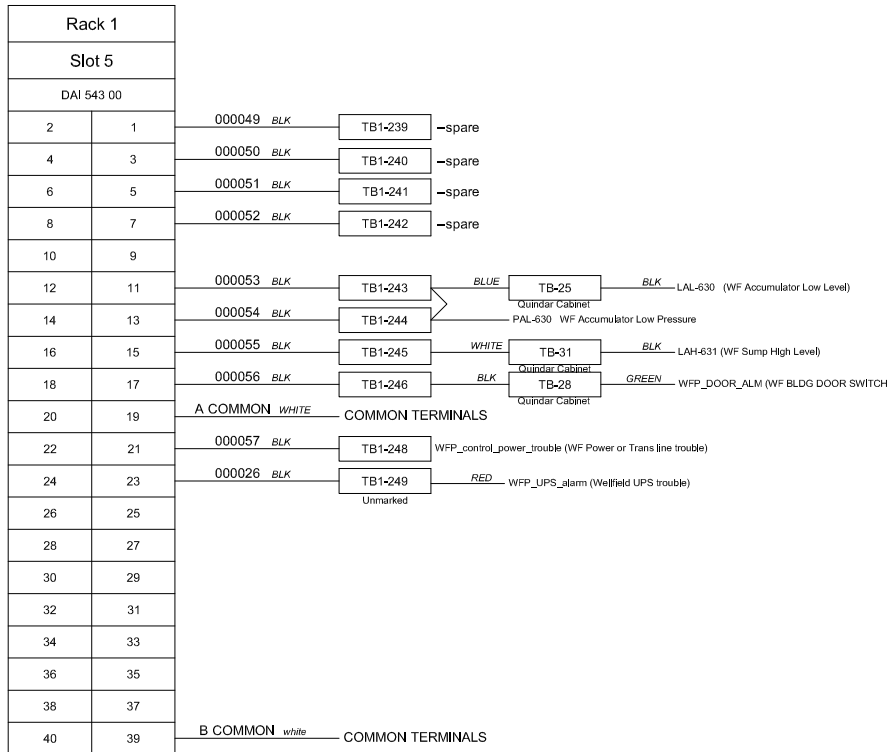 Rack 1
Slot 5
DAI 543 00
2 1 000049 BLK TB1-239 –spare
4 3 000050 BLK TB1-240 –spare
6 5 000051 BLK TB1-241 –spare
8 7 000052 BLK TB1-242 –spare
10 9
12 11 000053 BLK TB1-243 BLUE TB-25 BLK LAL-630 (WF Accumulator Low Level)
Quindar Cabinet
14 13 000054 BLK TB1-244 PAL-630 WF Accumulator Low Pressure
16 15 000055 BLK TB1-245 WHITE TB-31 BLK LAH-631 (WF Sump HIgh Level)
Quindar Cabinet
18 17 000056 BLK TB1-246 BLK TB-28 GREEN WFP_DOOR_ALM (WF BLDG DOOR SWITCH
Quindar Cabinet
20 19 A COMMON WHITE COMMON TERMINALS
22 21 000057 BLK TB1-248 WFP_control_power_trouble (WF Power or Trans line trouble)
24 23 000026 BLK TB1-249 RED WFP_UPS_alarm (Wellfield UPS trouble)
Unmarked
26 25
28 27
30 29
32 31
34 33
36 35
38 37
40 39 B COMMON white COMMON TERMINALS